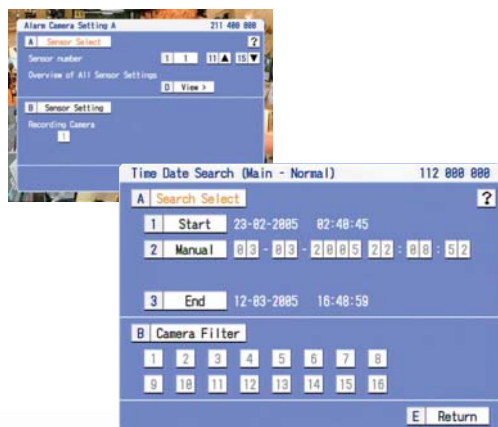 Alarm Camera Setting A 211 400 000
A Sensor Select ?
Sensor number 1 1 11 ▲ 15 ▼
Overview of All Sensor Settings
D View >
B Sensor Setting
Recording Camera
1
Time Date Search (Main - Normal) 112 000 000
A Search Select ?
1 Start 23-02-2005 02:40:45
2 Manual 03-03-2005 22:08:52
3 End 12-03-2005 16:48:59
B Camera Filter
1 2 3 4 5 6 7 8
9 10 11 12 13 14 15 16
E Return